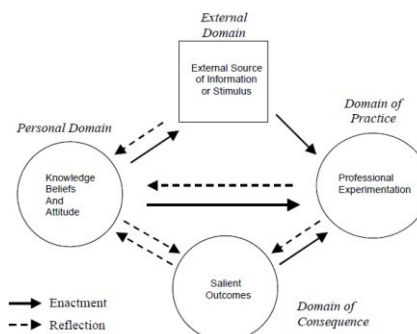 External
Domain
External Source
of Information
or Stimulus
Domain of
Practice
Personal Domain
Knowledge
Beliefs
And
Attitude
Professional
Experimentation
Salient
Outcomes
Enactment
Reflection
Domain of
Consequence